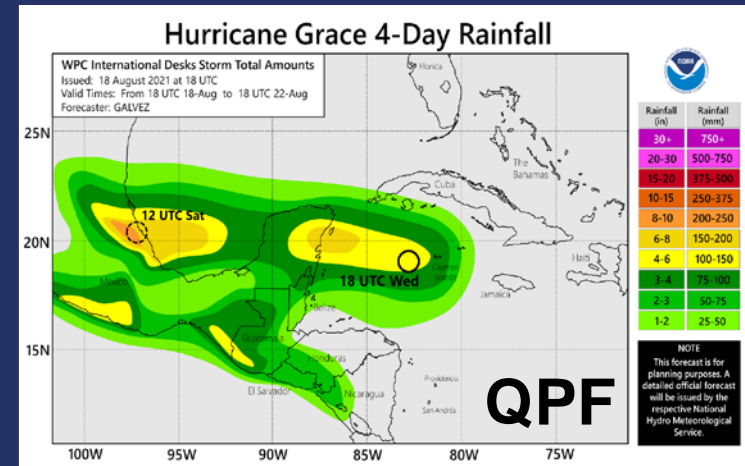 Hurricane Grace 4-Day Rainfall
WPC International Desks Storm Total Amounts
Issued: 18 August 2021 at 18 UTC
Valid Times: From 18 UTC 18-Aug to 18 UTC 22-Aug
Forecaster: GALVEZ
Florida
25N
The
Bahamas
Cuba
12 UTC Sat
20N
Cayman
Islands
Haiti
18 UTC Wed
Mexico
Jamaica
Belize
Guatemala
15N
Honduras
El Salvador
Nicaragua
Providencia
San Andrés
QPF
100W 95W 90W 85W 80W 75W
NOAA
Rainfall (in) Rainfall (mm)
30+ 750+
20-30 500-750
15-20 375-500
10-15 250-375
8-10 200-250
6-8 150-200
4-6 100-150
3-4 75-100
2-3 50-75
1-2 25-50
NOTE
This forecast is for
planning purposes. A
detailed official forecast
will be issued by the
respective National
Hydro Meteorological
Service.